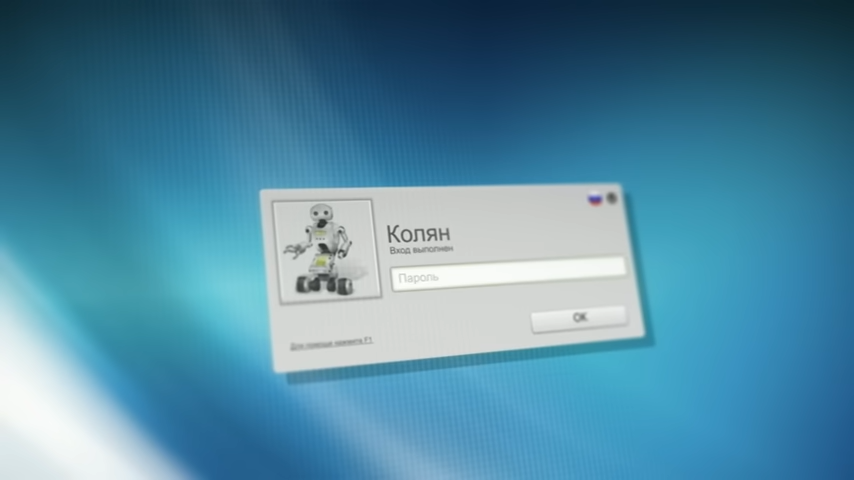 Колян
Вход выполнен
Пароль
OK
Для помощи нажмите F1